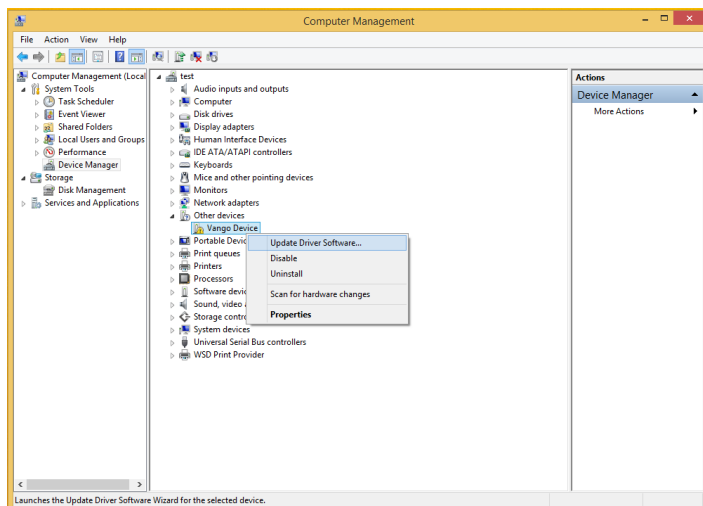 Computer Management
File Action View Help
Computer Management (Local
System Tools
Task Scheduler
Event Viewer
Shared Folders
Local Users and Groups
Performance
Device Manager
Storage
Disk Management
Services and Applications
test
Audio inputs and outputs
Computer
Disk drives
Display adapters
Human Interface Devices
IDE ATA/ATAPI controllers
Keyboards
Mice and other pointing devices
Monitors
Network adapters
Other devices
Vango Device
Portable Devic
Print queues
Printers
Processors
Software devic
Sound, video
Storage contro
System devices
Universal Serial Bus controllers
WSD Print Provider
Update Driver Software...
Disable
Uninstall
Scan for hardware changes
Properties
Actions
Device Manager
More Actions
Launches the Update Driver Software Wizard for the selected device.